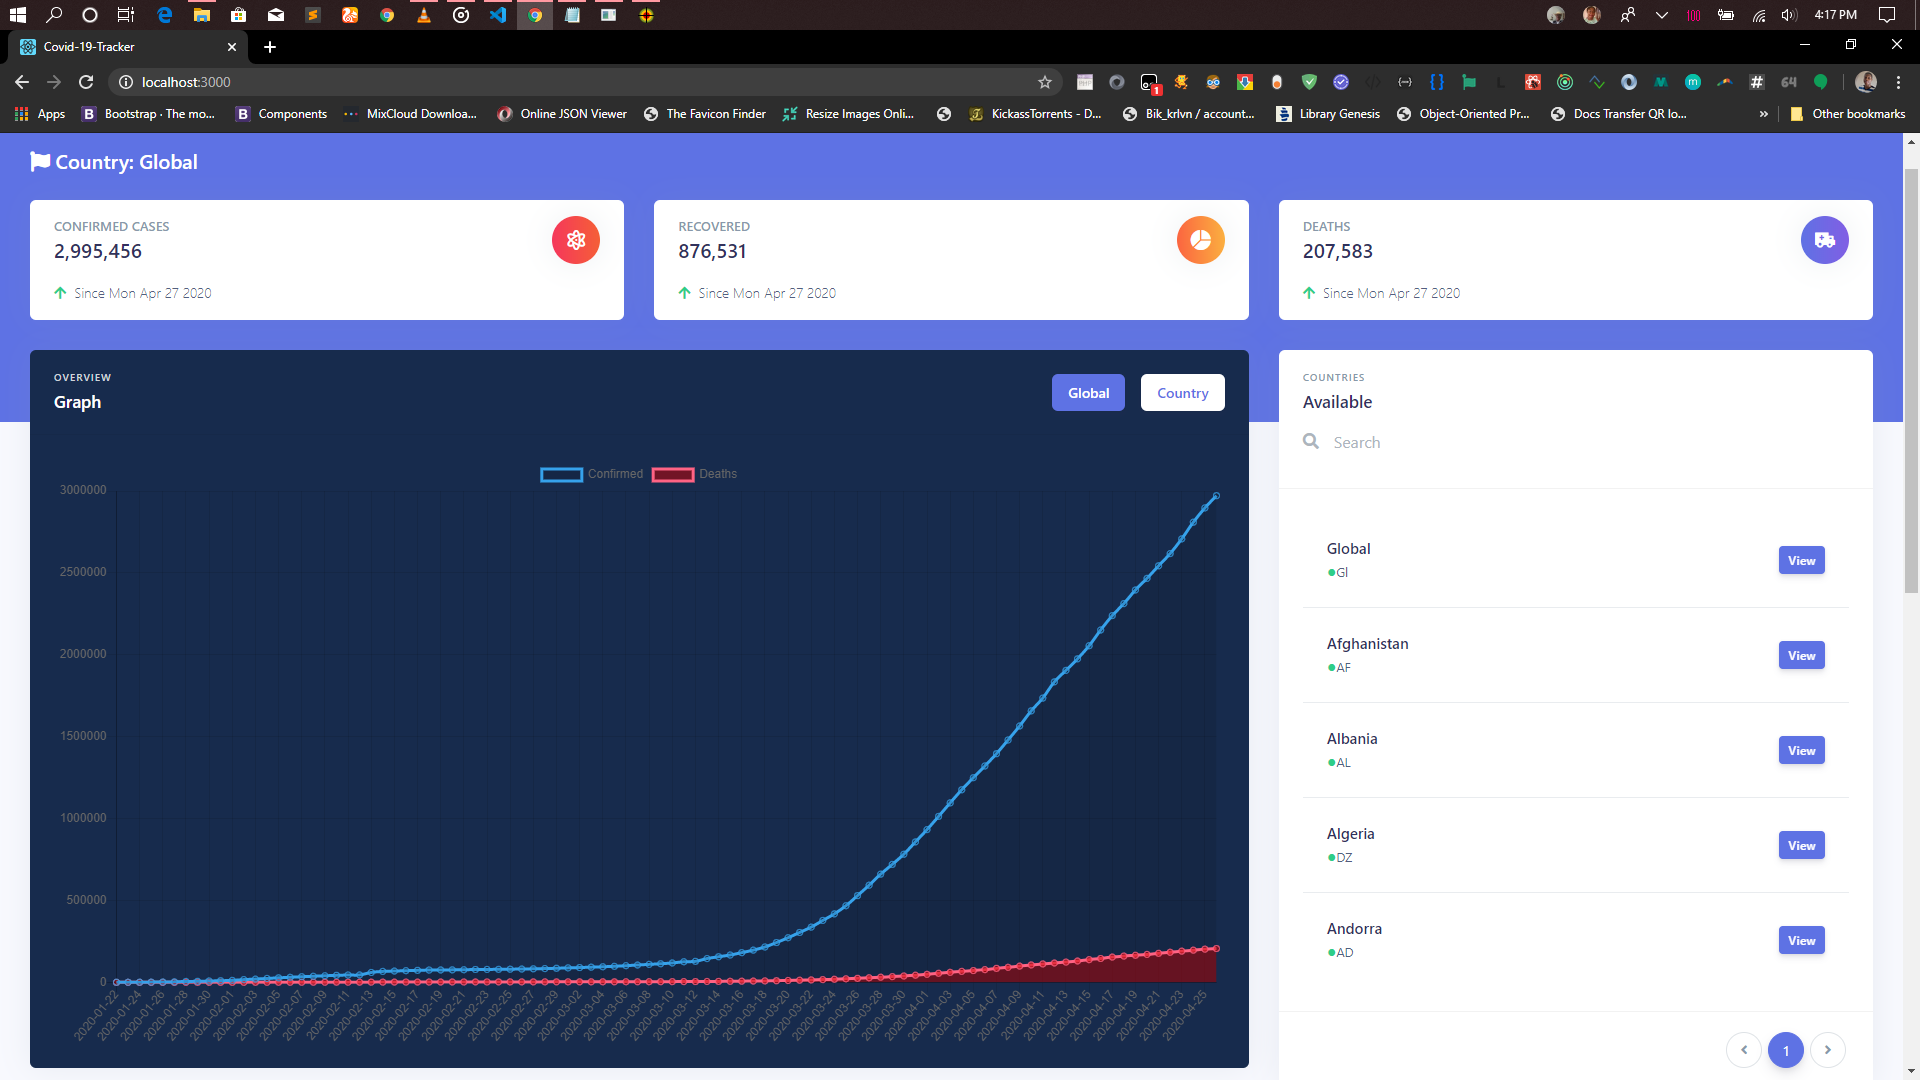 100
4:17 PM
Covid-19-Tracker
localhost:3000
1
64
Apps
B Bootstrap · The mo...
B Components
MixCloud Downloa...
Online JSON Viewer
The Favicon Finder
Resize Images Onli...
KickassTorrents - D...
Bik_krlvn / account...
Library Genesis
Object-Oriented Pr...
Docs Transfer QR lo...
»
Other bookmarks
Country: Global
CONFIRMED CASES
2,995,456
Since Mon Apr 27 2020
RECOVERED
876,531
Since Mon Apr 27 2020
DEATHS
207,583
Since Mon Apr 27 2020
OVERVIEW
Graph
Global
Country
Confirmed
Deaths
3000000
2500000
2000000
1500000
1000000
500000
0
2020-01-22
2020-01-24
2020-01-26
2020-01-28
2020-01-30
2020-02-01
2020-02-03
2020-02-05
2020-02-07
2020-02-09
2020-02-11
2020-02-13
2020-02-15
2020-02-17
2020-02-19
2020-02-21
2020-02-23
2020-02-25
2020-02-27
2020-02-29
2020-03-02
2020-03-04
2020-03-06
2020-03-08
2020-03-10
2020-03-12
2020-03-14
2020-03-16
2020-03-18
2020-03-20
2020-03-22
2020-03-24
2020-03-26
2020-03-28
2020-03-30
2020-04-01
2020-04-03
2020-04-05
2020-04-07
2020-04-09
2020-04-11
2020-04-13
2020-04-15
2020-04-17
2020-04-19
2020-04-21
2020-04-23
2020-04-25
COUNTRIES
Available
Search
Global
Gl
View
Afghanistan
AF
View
Albania
AL
View
Algeria
DZ
View
Andorra
AD
View
1